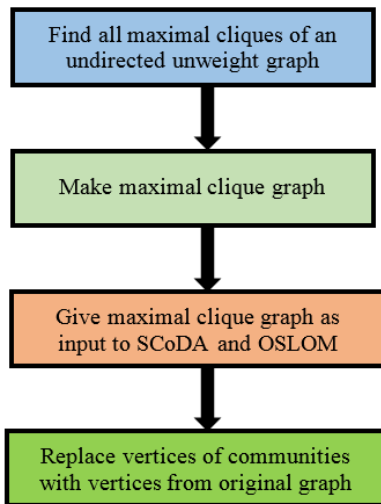 Find all maximal cliques of an
undirected unweight graph
Make maximal clique graph
Give maximal clique graph as
input to SCoDA and OSLOM
Replace vertices of communities
with vertices from original graph